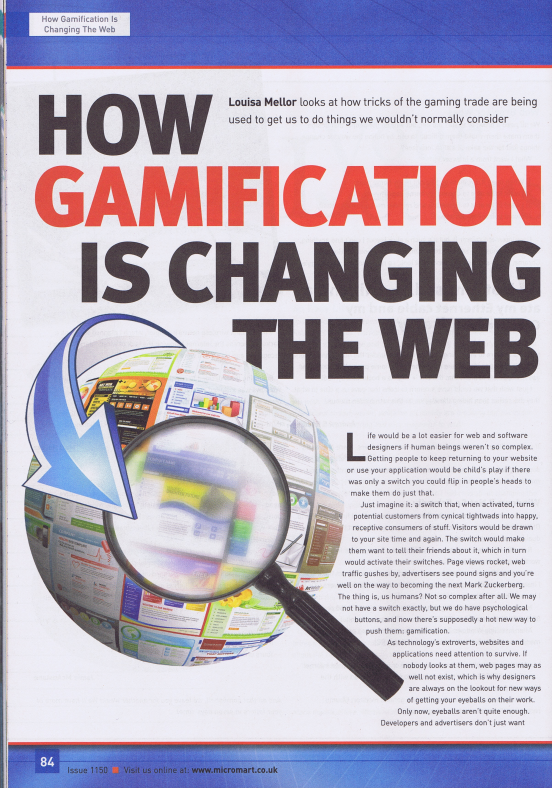 How Gamification Is
Changing The Web
HOW
Louisa Mellor looks at how tricks of the gaming trade are being
used to get us to do things we wouldn't normally consider
GAMIFICATION
IS CHANGING
THE WEB
Life would be a lot easier for web and software
designers if human beings weren't so complex.
Getting people to keep returning to your website
or use your application would be child's play if there
was only a switch you could flip in people's heads to
make them do just that.
Just imagine it: a switch that, when activated, turns
potential customers from cynical tightwads into happy,
receptive consumers of stuff. Visitors would be drawn
to your site time and again. The switch would make
them want to tell their friends about it, which in turn
would activate their switches. Page views rocket, web
traffic gushes by, advertisers see pound signs and you're
well on the way to becoming the next Mark Zuckerberg.
The thing is, us humans? Not so complex after all. We may
not have a switch exactly, but we do have psychological
buttons, and now there's supposedly a hot new way to
push them: gamification.
As technology's extroverts, websites and
applications need attention to survive. If
nobody looks at them, web pages may as
well not exist, which is why designers
are always on the lookout for new ways
of getting your eyeballs on their work.
Only now, eyeballs aren't quite enough.
Developers and advertisers don't just want
84
Issue 1150 Visit us online at: www.micromart.co.uk